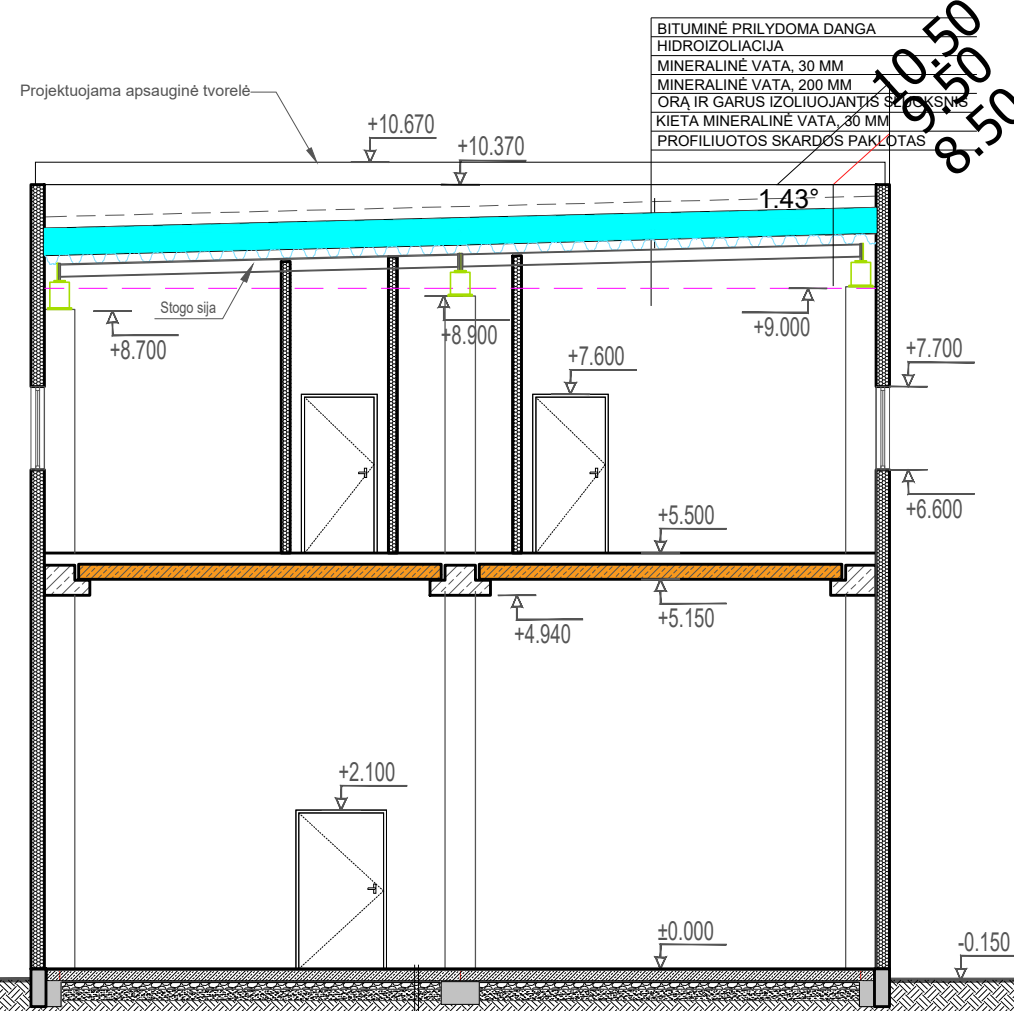 BITUMINĖ PRILYDOMA DANGA
HIDROIZOLIACIJA
MINERALINĖ VATA, 30 MM
MINERALINĖ VATA, 200 MM
ORĄ IR GARUS IZOLIUOJANTIS SLUOKSNIS
KIETA MINERALINĖ VATA, 30 MM
PROFILIUOTOS SKARDOS PAKLOTAS
10.50
9.50
8.50
Projektuojama apsauginė tvorelė
+10.670
+10.370
1.43°
Stogo sija
+8.700
+8.900
+9.000
+7.600
+7.700
+6.600
+5.500
+5.150
+4.940
+2.100
±0.000
-0.150